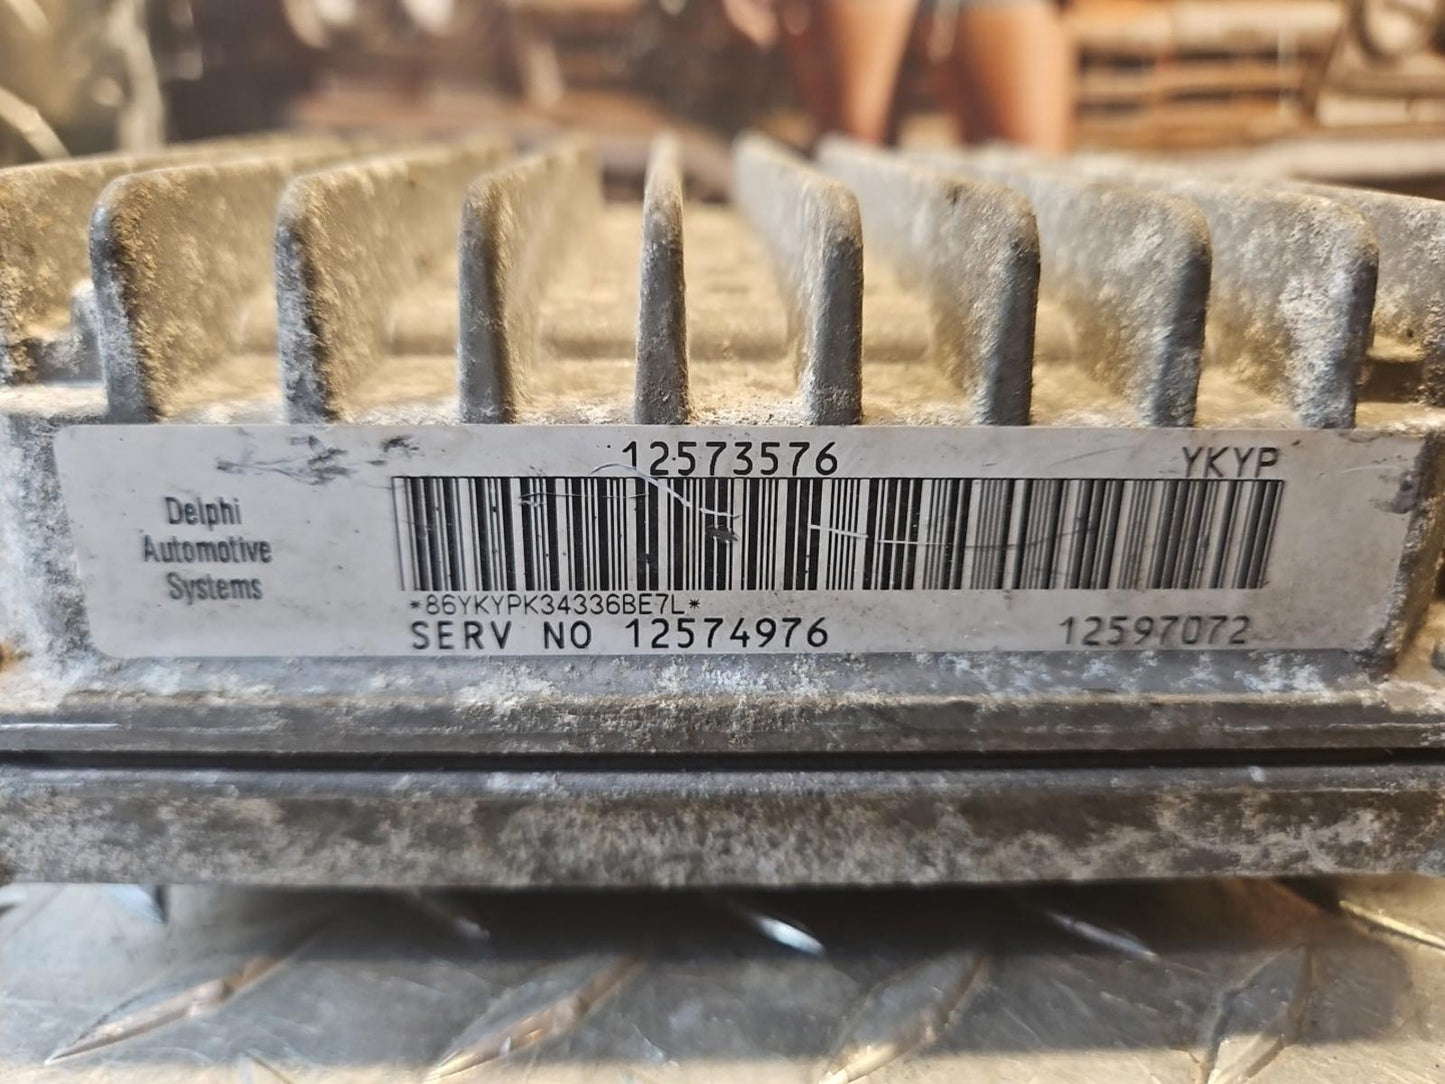 12573576
YKYP
Delphi
Automotive
Systems
*86YKYPK34336BE7L*
SERV NO 12574976
12597072